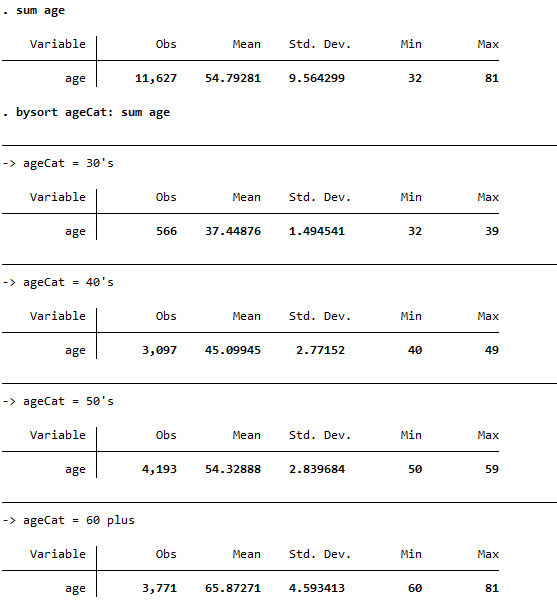 . sum age
Variable Obs Mean Std. Dev. Min Max
age 11,627 54.79281 9.564299 32 81
. bysort ageCat: sum age
-> ageCat = 30's
Variable Obs Mean Std. Dev. Min Max
age 566 37.44876 1.494541 32 39
-> ageCat = 40's
Variable Obs Mean Std. Dev. Min Max
age 3,097 45.09945 2.77152 40 49
-> ageCat = 50's
Variable Obs Mean Std. Dev. Min Max
age 4,193 54.32888 2.839684 50 59
-> ageCat = 60 plus
Variable Obs Mean Std. Dev. Min Max
age 3,771 65.87271 4.593413 60 81